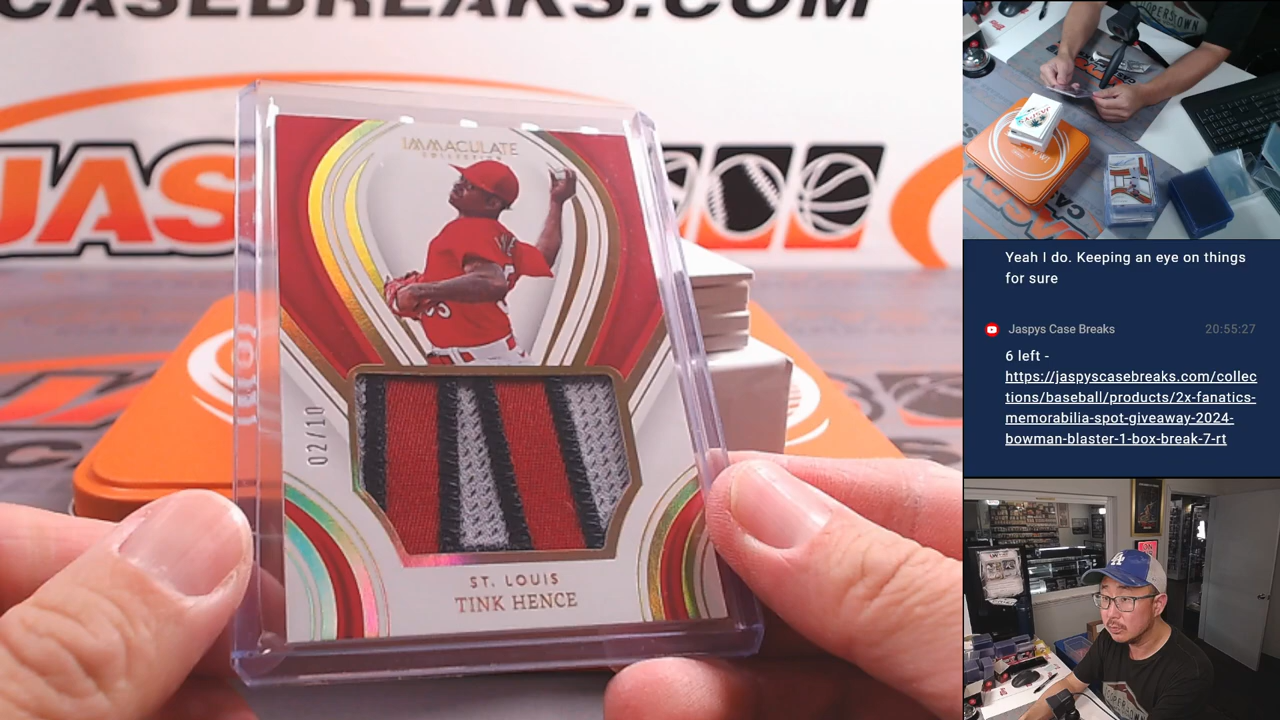 CASEBREAKS.COM
JAS
IMMACULATE
COLLECTION
02/10
ST. LOUIS
TINK HENCE
Yeah I do. Keeping an eye on things
for sure
Jaspys Case Breaks 20:55:27
6 left -
https://jaspyscasebreaks.com/collec
tions/baseball/products/2x-fanatics-
memorabilia-spot-giveaway-2024-
bowman-blaster-1-box-break-7-rt